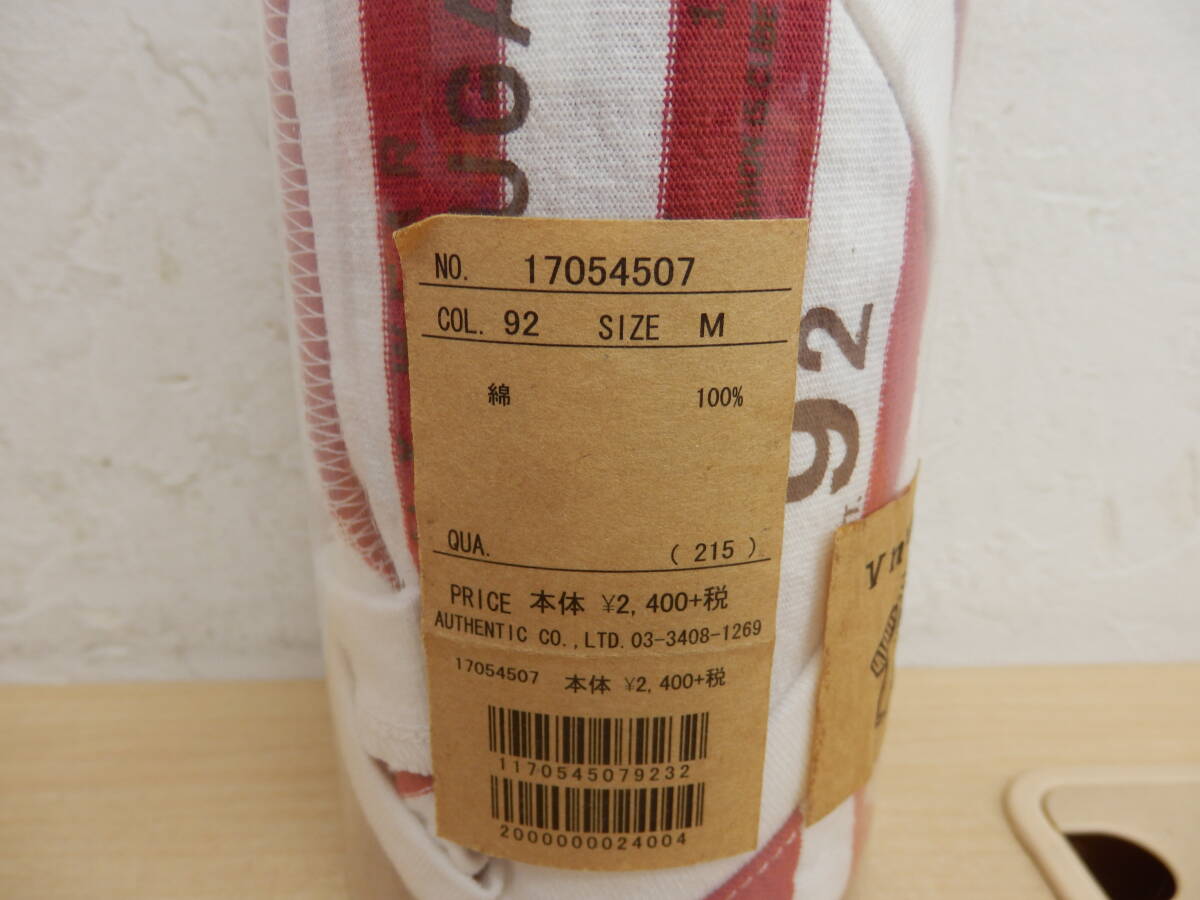 UGA
92
NO. 17054507
COL. 92 SIZE M
綿 100%
QUA. ( 215 )
PRICE 本体 ¥2,400+税
AUTHENTIC CO.,LTD. 03-3408-1269
17054507 本体 ¥2,400+税
1170545079232
2000000024004